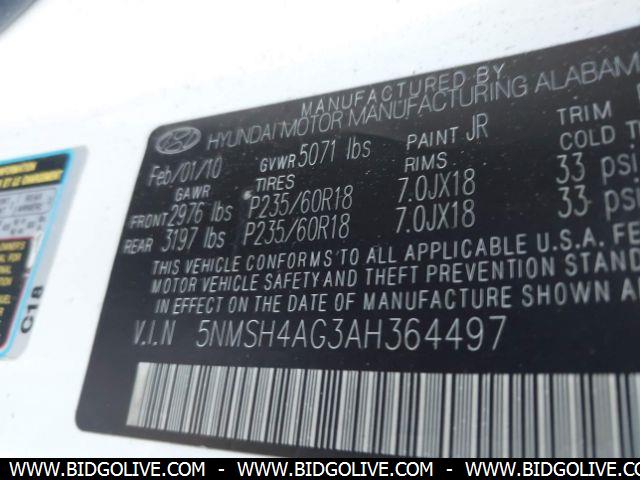 MANUFACTURED BY
HYUNDAI MOTOR MANUFACTURING ALABAM
Feb/01/10 GVWR 5071 lbs PAINT JR TRIM
GAWR TIRES RIMS COLD T
FRONT 2976 lbs P235/60R18 7.0JX18 33 psi
REAR 3197 lbs P235/60R18 7.0JX18 33 psi
THIS VEHICLE CONFORMS TO ALL APPLICABLE U.S.A. FE
MOTOR VEHICLE SAFETY AND THEFT PREVENTION STAND
EFFECT ON THE DATE OF MANUFACTURE SHOWN ABOVE
V.I.N 5NMSH4AG3AH364497
C18
WWW.BIDGOLIVE.COM - WWW.BIDGOLIVE.COM - WWW.BIDGOLIVE.COM